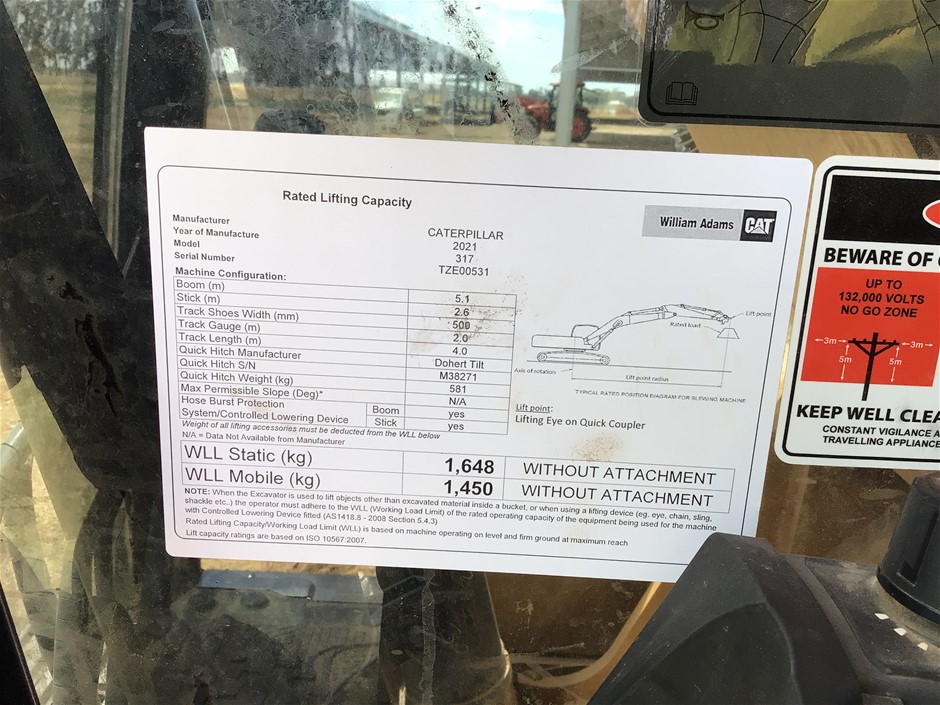 Rated Lifting Capacity
William Adams CAT
Manufacturer CATERPILLAR
Year of Manufacture 2021
Model 317
Serial Number TZE00531
Machine Configuration:
Boom (m) 5.1
Stick (m) 2.6
Track Shoes Width (mm) 500
Track Gauge (m) 2.0
Track Length (m) 4.0
Quick Hitch Manufacturer Dohert Tilt
Quick Hitch S/N M38271
Quick Hitch Weight (kg) 581
Max Permissible Slope (Deg)* N/A
Hose Burst Protection Boom yes
System/Controlled Lowering Device Stick yes
Weight of all lifting accessories must be deducted from the WLL below
N/A = Data Not Available from Manufacturer
Lift point
Rated load
Axis of rotation
Lift point radius
TYPICAL RATED POSITION DIAGRAM FOR SLEWING MACHINE
Lift point:
Lifting Eye on Quick Coupler
WLL Static (kg) 1,648 WITHOUT ATTACHMENT
WLL Mobile (kg) 1,450 WITHOUT ATTACHMENT
NOTE: When the Excavator is used to lift objects other than excavated material inside a bucket, or when using a lifting device (eg. eye, chain, sling,
shackle etc..) the operator must adhere to the WLL (Working Load Limit) of the rated operating capacity of the equipment being used for the machine
with Controlled Lowering Device fitted (AS1418.8 - 2008 Section 5.4.3)
Rated Lifting Capacity/Working Load Limit (WLL) is based on machine operating on level and firm ground at maximum reach
Lift capacity ratings are based on ISO 10567:2007.
BEWARE OF
UP TO
132,000 VOLTS
NO GO ZONE
3m 3m
5m 5m
KEEP WELL CLEA
CONSTANT VIGILANCE A
TRAVELLING APPLIANCE